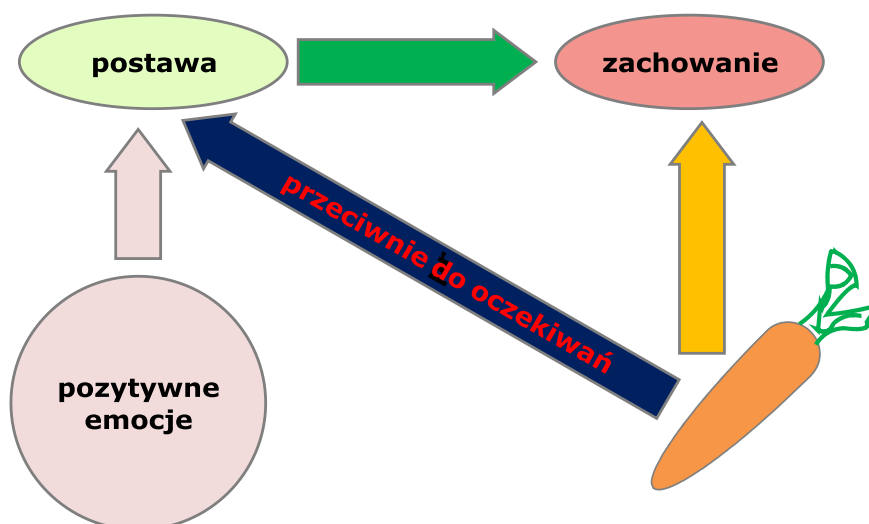 postawa
zachowanie
przeciwnie do oczekiwań
pozytywne
emocje